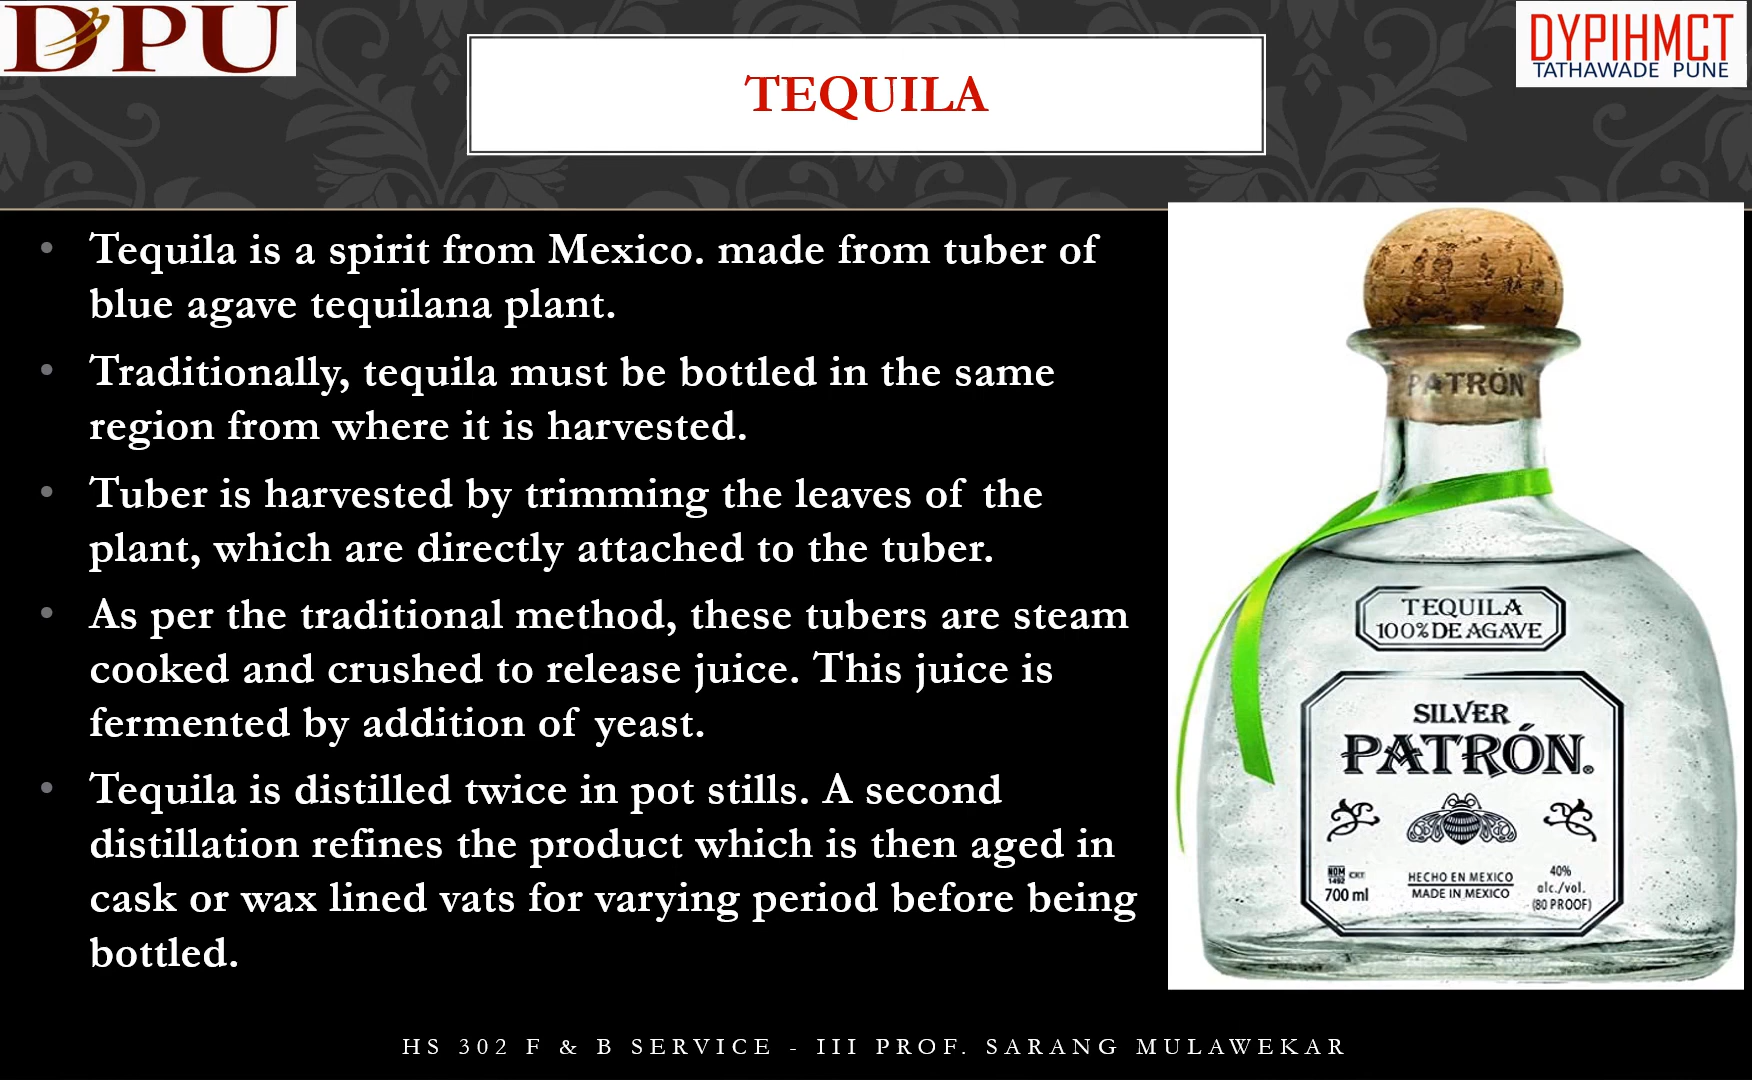 DPU
DYPIHMCT
TATHAWADE PUNE
TEQUILA
• Tequila is a spirit from Mexico. made from tuber of
blue agave tequilana plant.
• Traditionally, tequila must be bottled in the same
region from where it is harvested.
• Tuber is harvested by trimming the leaves of the
plant, which are directly attached to the tuber.
• As per the traditional method, these tubers are steam
cooked and crushed to release juice. This juice is
fermented by addition of yeast.
• Tequila is distilled twice in pot stills. A second
distillation refines the product which is then aged in
cask or wax lined vats for varying period before being
bottled.
PATRÓN
TEQUILA
100% DE AGAVE
SILVER
PATRÓN®
NOM CRT
1492
700 ml
HECHO EN MEXICO
MADE IN MEXICO
40%
alc./vol.
(80 PROOF)
HS 302 F & B SERVICE - III PROF. SARANG MULAWEKAR